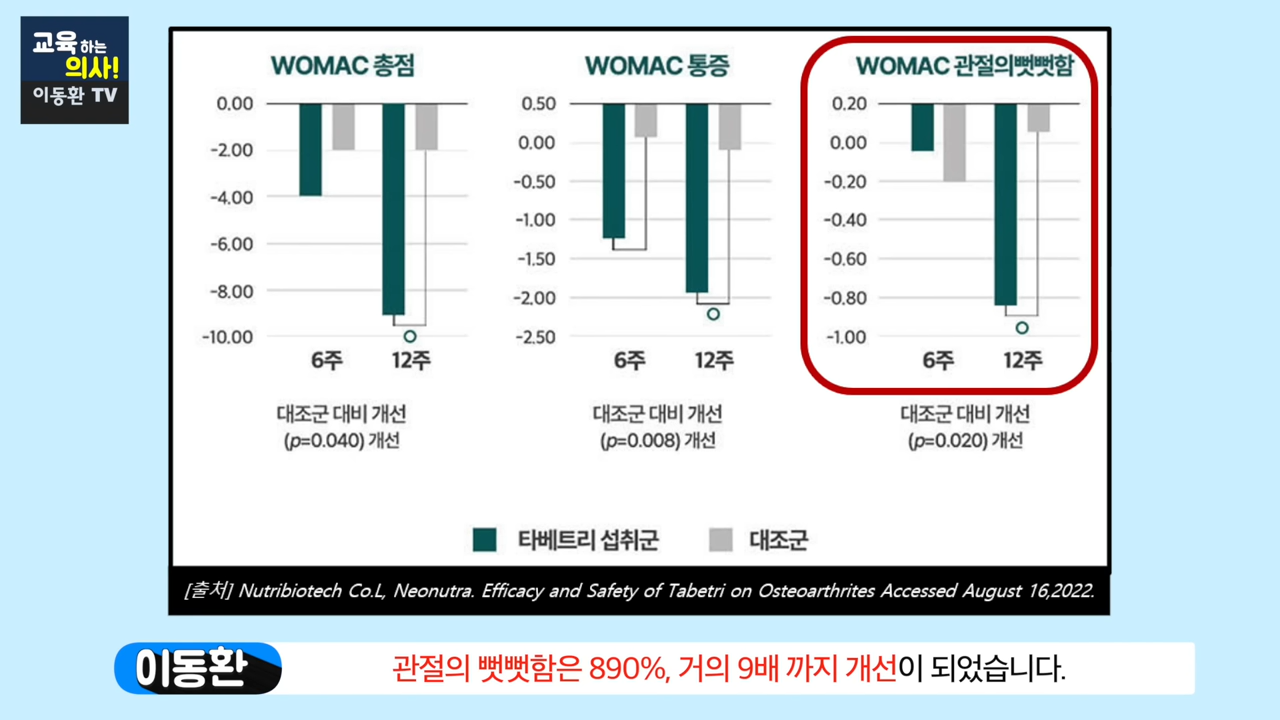 교육하는
의사!
이동환 TV
WOMAC 총점
0.00
-2.00
-4.00
-6.00
-8.00
-10.00
6주 12주
대조군 대비 개선
(p=0.040) 개선
WOMAC 통증
0.50
0.00
-0.50
-1.00
-1.50
-2.00
-2.50
6주 12주
대조군 대비 개선
(p=0.008) 개선
WOMAC 관절의뻣뻣함
0.20
0.00
-0.20
-0.40
-0.60
-0.80
-1.00
6주 12주
대조군 대비 개선
(p=0.020) 개선
타베트리 섭취군 대조군
[출처] Nutribiotech Co.L, Neonutra. Efficacy and Safety of Tabetri on Osteoarthrites Accessed August 16,2022.
이동환
관절의 뻣뻣함은 890%, 거의 9배 까지 개선이 되었습니다.